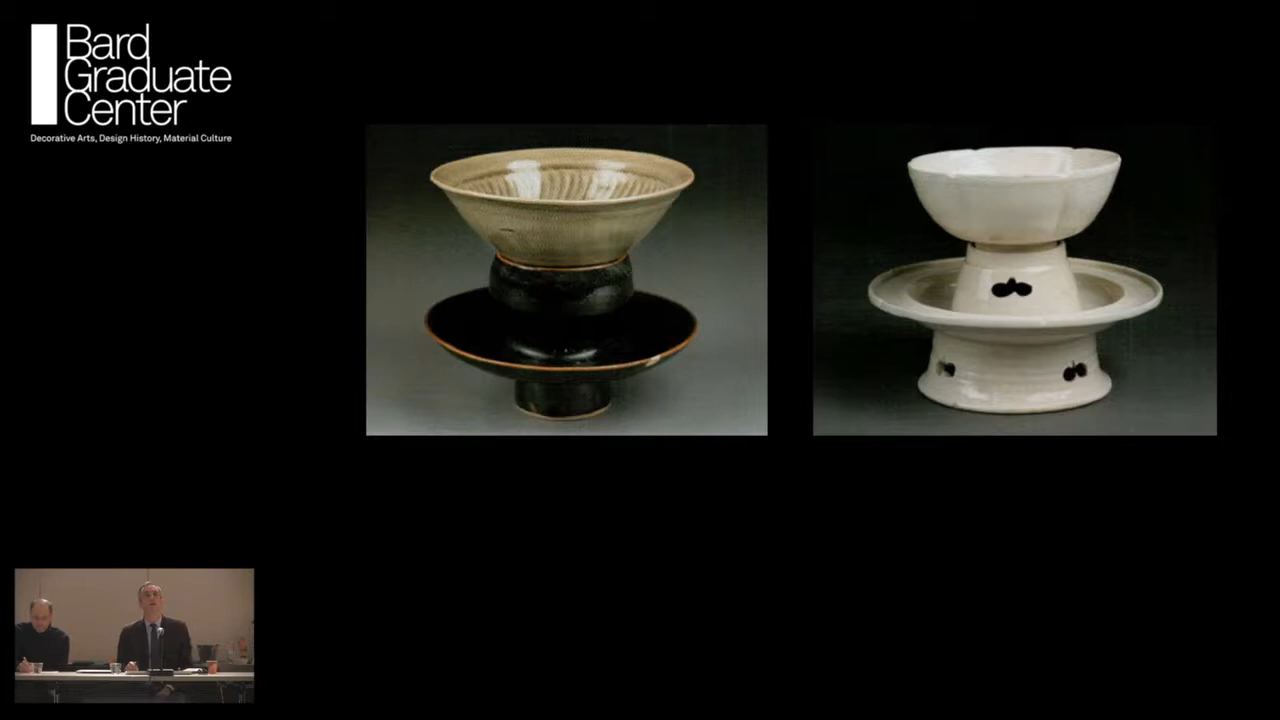 Bard
Graduate
Center
Decorative Arts, Design History, Material Culture